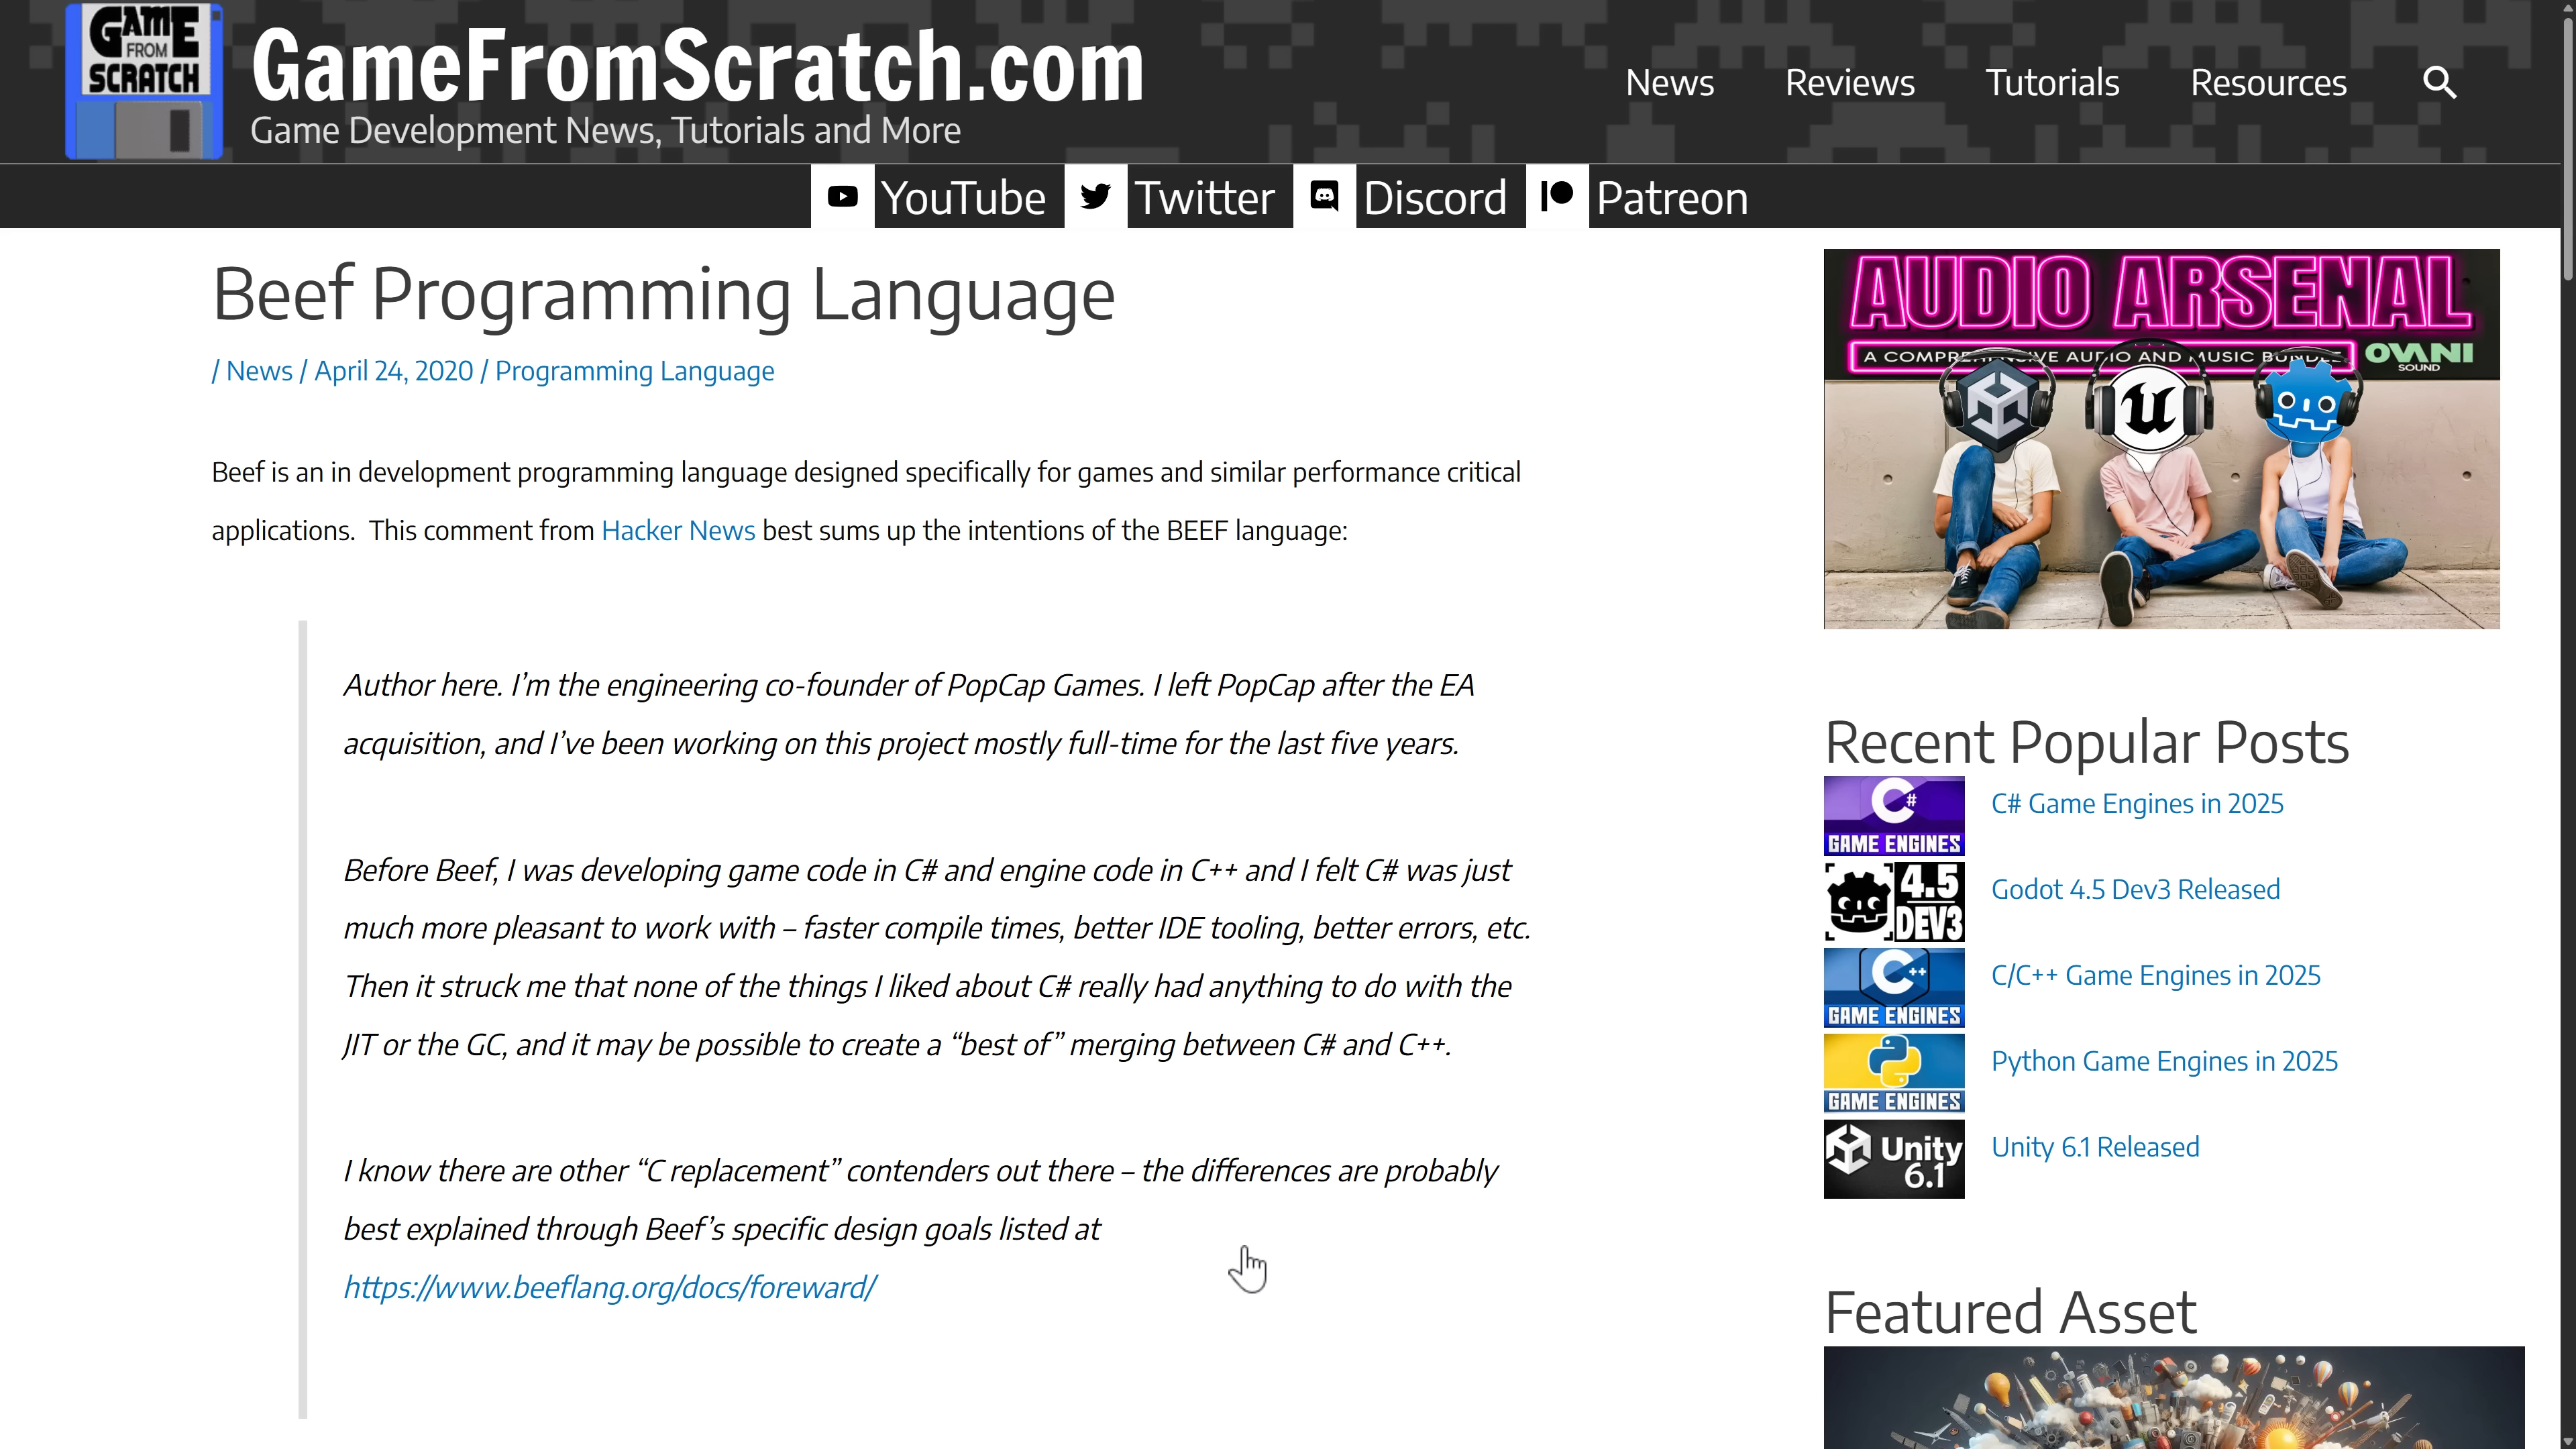 GAME
FROM
SCRATCH
GameFromScratch.com
Game Development News, Tutorials and More
News
Reviews
Tutorials
Resources
YouTube
Twitter
Discord
Patreon
Beef Programming Language
/ News / April 24, 2020 / Programming Language
Beef is an in development programming language designed specifically for games and similar performance critical
applications.  This comment from Hacker News best sums up the intentions of the BEEF language:
Author here. I’m the engineering co-founder of PopCap Games. I left PopCap after the EA
acquisition, and I’ve been working on this project mostly full-time for the last five years.
Before Beef, I was developing game code in C# and engine code in C++ and I felt C# was just
much more pleasant to work with – faster compile times, better IDE tooling, better errors, etc.
Then it struck me that none of the things I liked about C# really had anything to do with the
JIT or the GC, and it may be possible to create a “best of” merging between C# and C++.
I know there are other “C replacement” contenders out there – the differences are probably
best explained through Beef’s specific design goals listed at
https://www.beeflang.org/docs/foreward/
AUDIO ARSENAL
A COMPREHENSIVE AUDIO AND MUSIC BUNDLE
OVANI
SOUND
Recent Popular Posts
C#
GAME ENGINES
C# Game Engines in 2025
4.5
DEV3
Godot 4.5 Dev3 Released
C++
GAME ENGINES
C/C++ Game Engines in 2025
GAME ENGINES
Python Game Engines in 2025
Unity
6.1
Unity 6.1 Released
Featured Asset